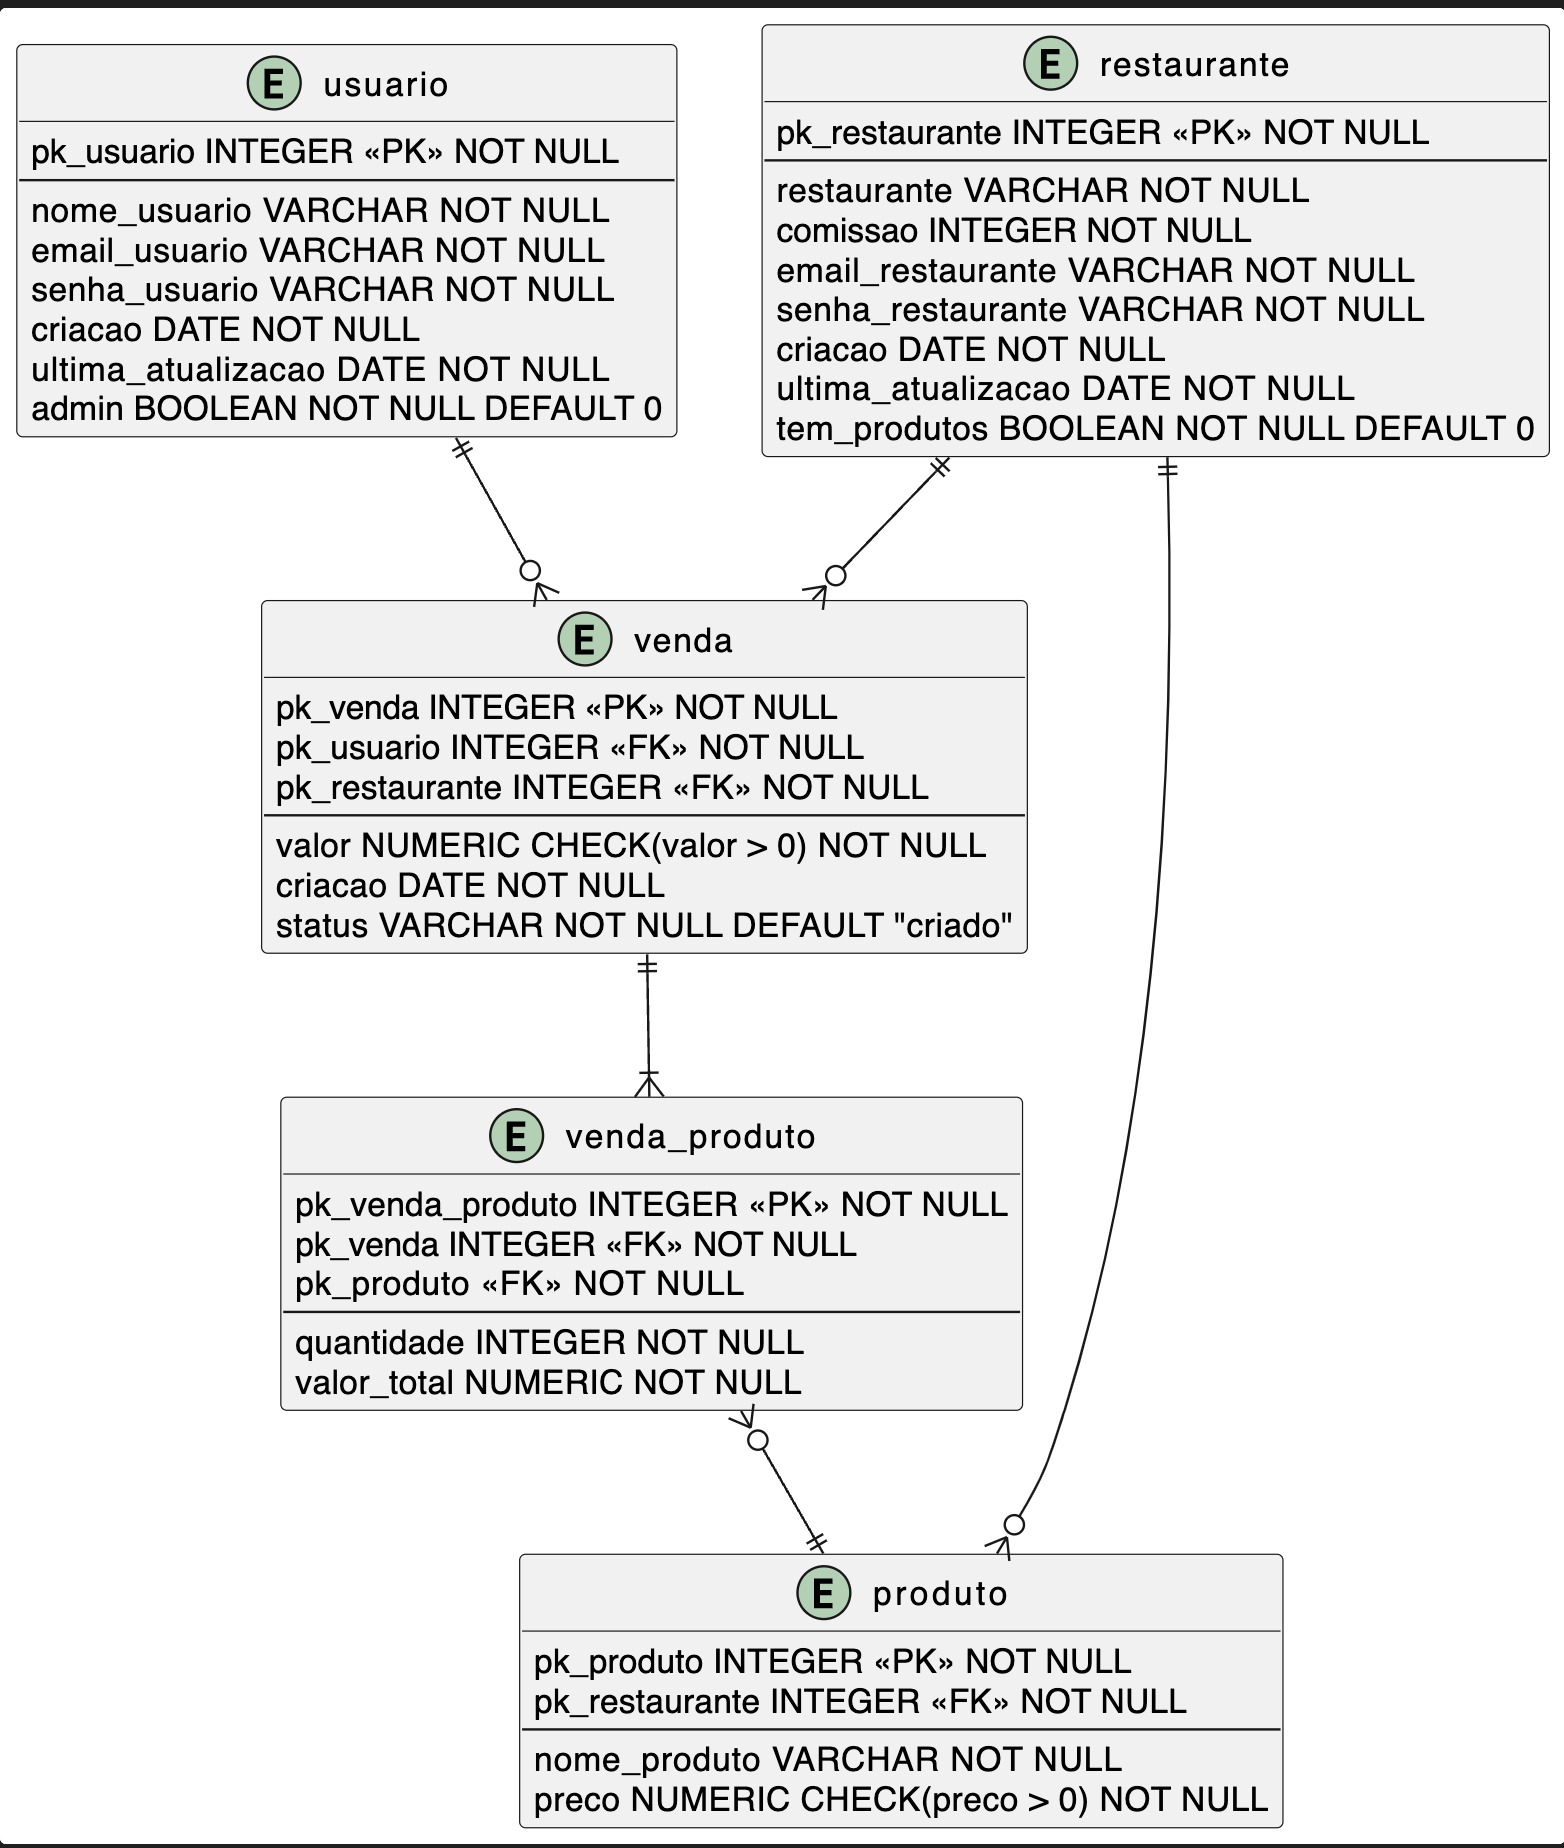 E usuario
pk_usuario INTEGER «PK» NOT NULL
nome_usuario VARCHAR NOT NULL
email_usuario VARCHAR NOT NULL
senha_usuario VARCHAR NOT NULL
criacao DATE NOT NULL
ultima_atualizacao DATE NOT NULL
admin BOOLEAN NOT NULL DEFAULT 0
E restaurante
pk_restaurante INTEGER «PK» NOT NULL
restaurante VARCHAR NOT NULL
comissao INTEGER NOT NULL
email_restaurante VARCHAR NOT NULL
senha_restaurante VARCHAR NOT NULL
criacao DATE NOT NULL
ultima_atualizacao DATE NOT NULL
tem_produtos BOOLEAN NOT NULL DEFAULT 0
E venda
pk_venda INTEGER «PK» NOT NULL
pk_usuario INTEGER «FK» NOT NULL
pk_restaurante INTEGER «FK» NOT NULL
valor NUMERIC CHECK(valor > 0) NOT NULL
criacao DATE NOT NULL
status VARCHAR NOT NULL DEFAULT "criado"
E venda_produto
pk_venda_produto INTEGER «PK» NOT NULL
pk_venda INTEGER «FK» NOT NULL
pk_produto «FK» NOT NULL
quantidade INTEGER NOT NULL
valor_total NUMERIC NOT NULL
E produto
pk_produto INTEGER «PK» NOT NULL
pk_restaurante INTEGER «FK» NOT NULL
nome_produto VARCHAR NOT NULL
preco NUMERIC CHECK(preco > 0) NOT NULL